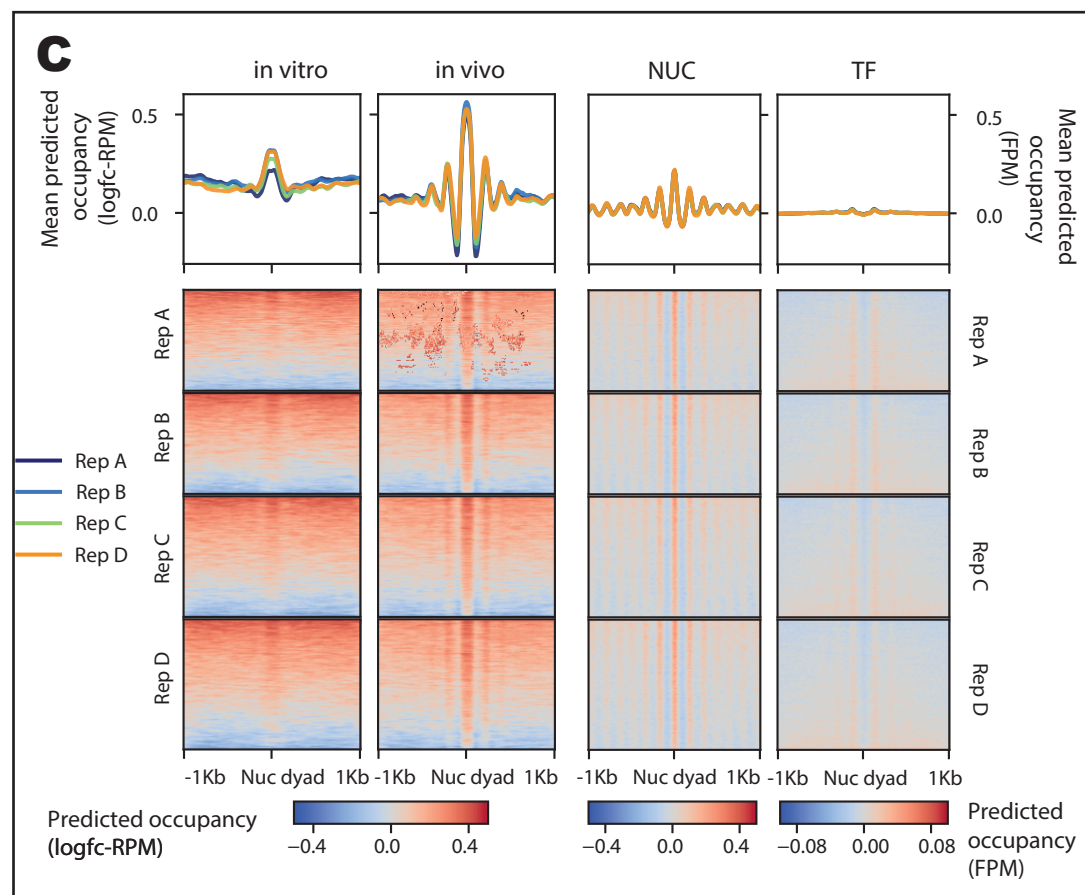 C
in vitro
in vivo
NUC
TF
Mean predicted
occupancy
(logfc-RPM)
0.5
0.0
0.5
0.0
Mean predicted
occupancy
(FPM)
Rep A
Rep B
Rep C
Rep D
Rep A
Rep B
Rep C
Rep D
Rep A
Rep B
Rep C
Rep D
-1Kb Nuc dyad 1Kb
-1Kb Nuc dyad 1Kb
-1Kb Nuc dyad 1Kb
-1Kb Nuc dyad 1Kb
Predicted occupancy
(logfc-RPM)
−0.4 0.0 0.4
−0.4 0.0 0.4
−0.08 0.00 0.08
Predicted
occupancy
(FPM)